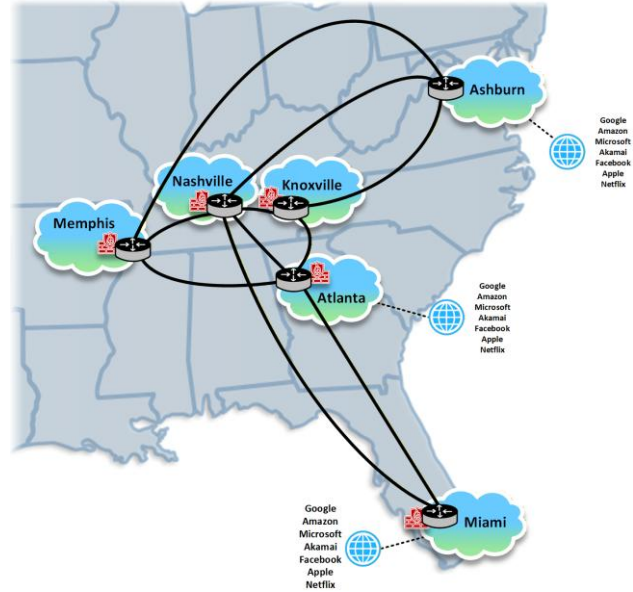 Ashburn
Google
Amazon
Microsoft
Akamai
Facebook
Apple
Netflix
Nashville
Knoxville
Memphis
Atlanta
Google
Amazon
Microsoft
Akamai
Facebook
Apple
Netflix
Google
Amazon
Microsoft
Akamai
Facebook
Apple
Netflix
Miami